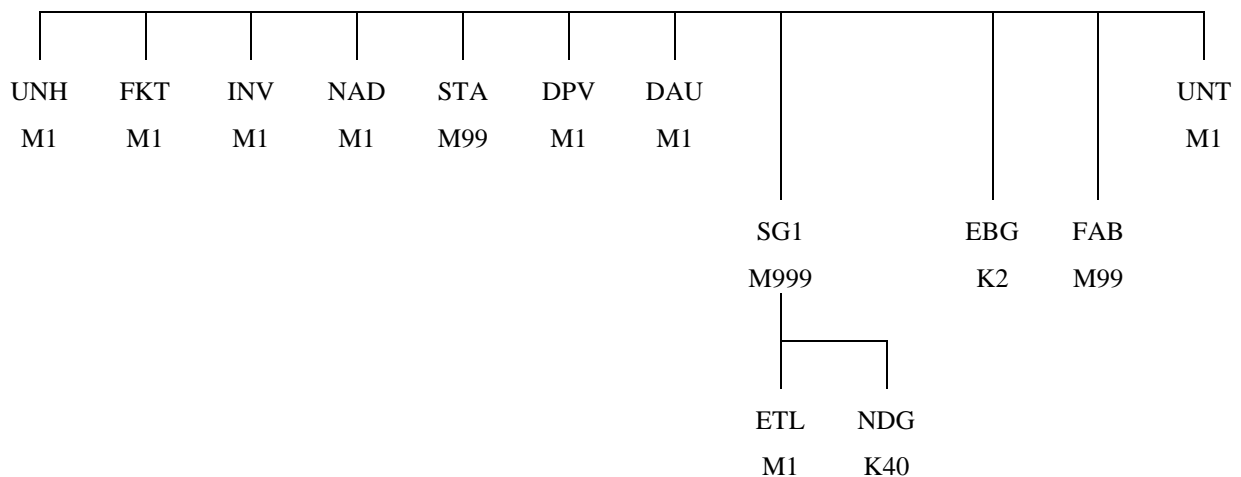 UNH FKT INV NAD STA DPV DAU UNT
M1 M1 M1 M1 M99 M1 M1 M1
SG1 EBG FAB
M999 K2 M99
ETL NDG
M1 K40